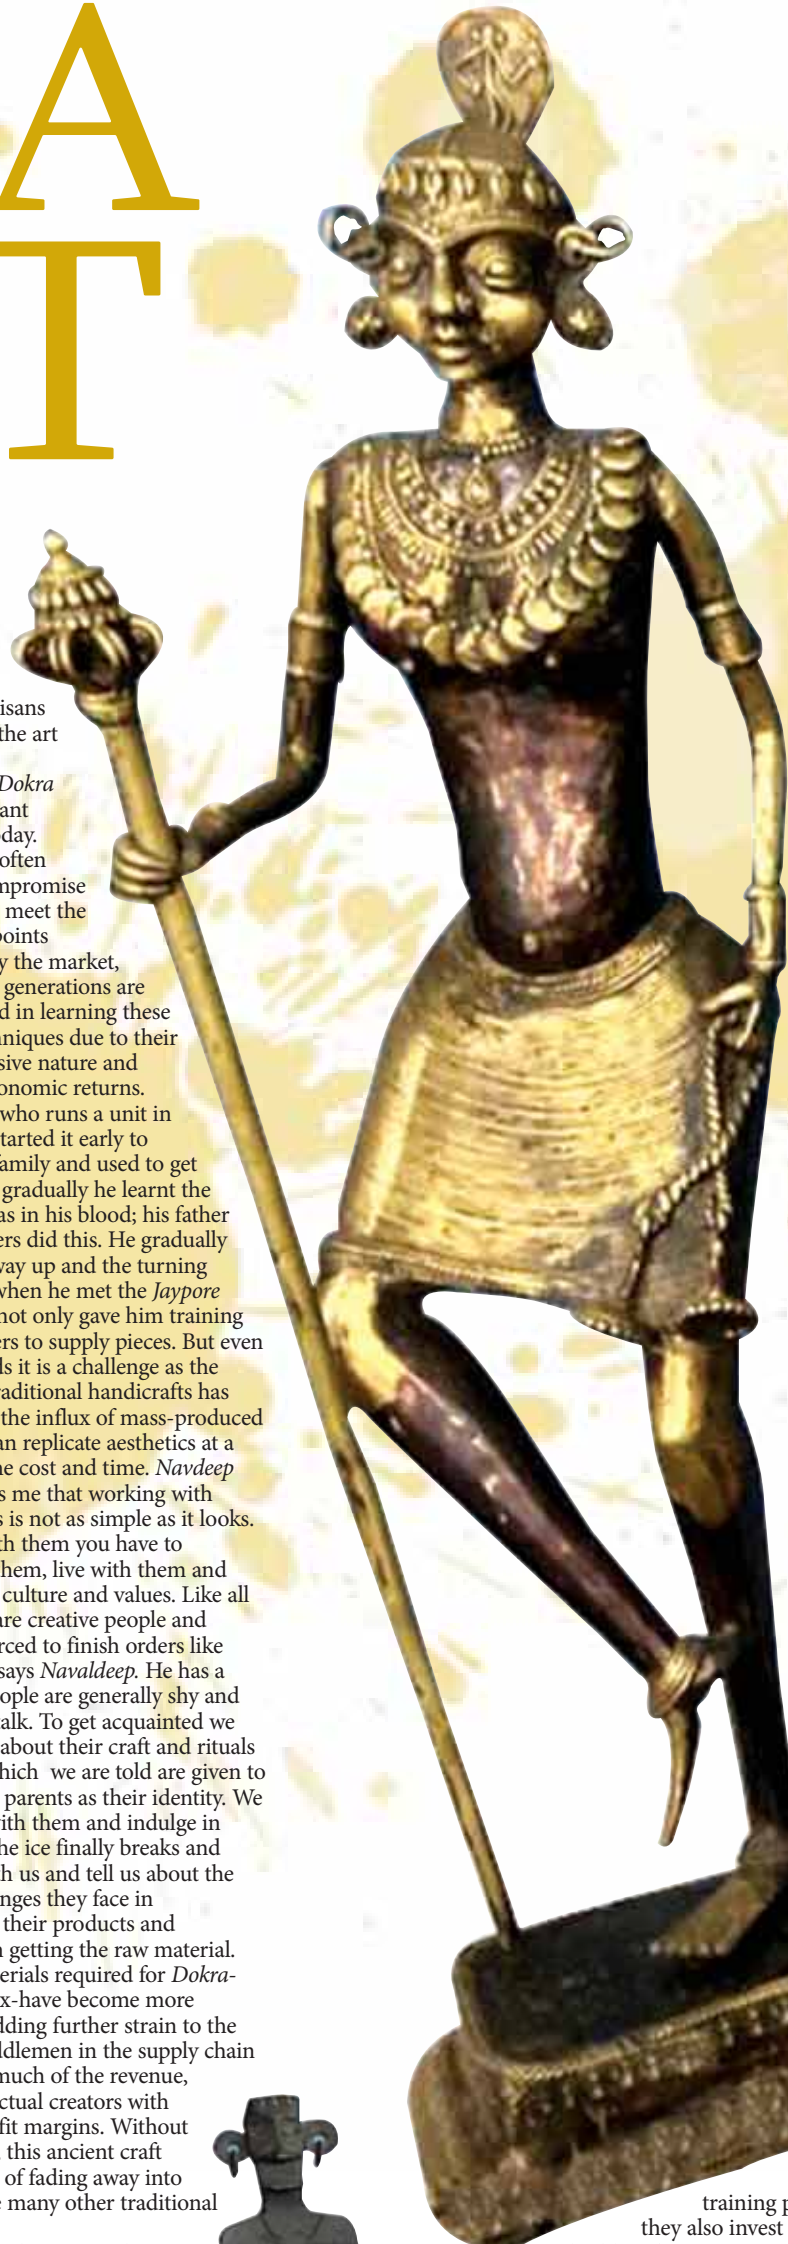 A
T
isans
the art
Dokra
ant
day.
often
mpromise
meet the
points
y the market,
generations are
d in learning these
niques due to their
sive nature and
onomic returns.
who runs a unit in
tarted it early to
family and used to get
gradually he learnt the
as in his blood; his father
ers did this. He gradually
way up and the turning
when he met the Jaypore
not only gave him training
ers to supply pieces. But even
ls it is a challenge as the
raditional handicrafts has
the influx of mass-produced
an replicate aesthetics at a
he cost and time. Navdeep
s me that working with
s is not as simple as it looks.
th them you have to
hem, live with them and
culture and values. Like all
are creative people and
rced to finish orders like
says Navaldeep. He has a
ople are generally shy and
alk. To get acquainted we
about their craft and rituals
hich we are told are given to
parents as their identity. We
with them and indulge in
he ice finally breaks and
th us and tell us about the
nges they face in
their products and
n getting the raw material.
erials required for Dokra-
x-have become more
dding further strain to the
ddlemen in the supply chain
much of the revenue,
ctual creators with
fit margins. Without
this ancient craft
of fading away into
e many other traditional
training p
they also invest